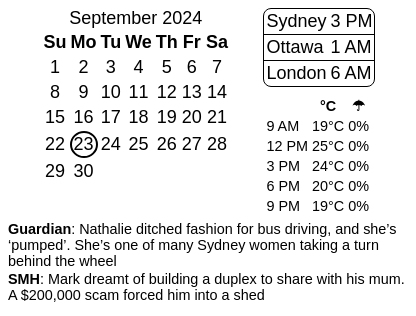 September 2024
Su Mo Tu We Th Fr Sa
1 2 3 4 5 6 7
8 9 10 11 12 13 14
15 16 17 18 19 20 21
22 23 24 25 26 27 28
29 30
Sydney 3 PM
Ottawa 1 AM
London 6 AM
°C ☂
9 AM 19°C 0%
12 PM 25°C 0%
3 PM 24°C 0%
6 PM 20°C 0%
9 PM 19°C 0%
Guardian: Nathalie ditched fashion for bus driving, and she’s
‘pumped’. She’s one of many Sydney women taking a turn
behind the wheel
SMH: Mark dreamt of building a duplex to share with his mum.
A $200,000 scam forced him into a shed